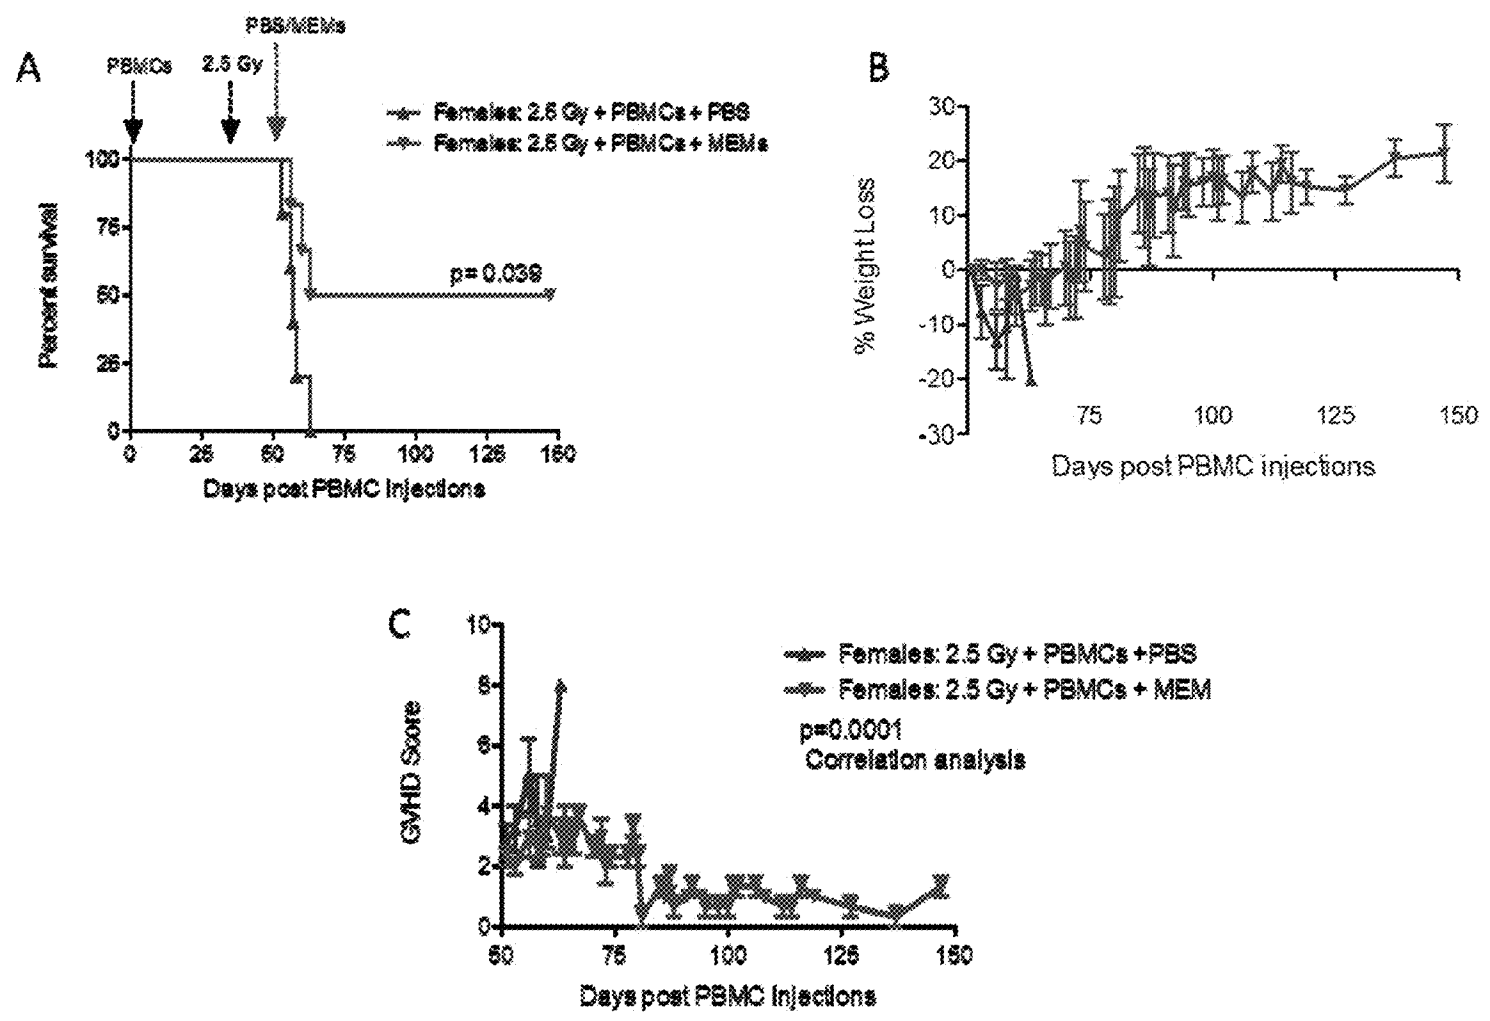 A
PBMCs
2.5 Gy
PBS/MEMs
Females: 2.5 Gy + PBMCs + PBS
Females: 2.5 Gy + PBMCs + MEMs
100
75
50
25
0
Percent survival
p= 0.039
0 25 50 75 100 125 150
Days post PBMC Injections
B
30
20
10
0
-10
-20
-30
% Weight Loss
75 100 125 150
Days post PBMC injections
C
10
8
6
4
2
0
GVHD Score
Females: 2.5 Gy + PBMCs +PBS
Females: 2.5 Gy + PBMCs + MEM
p=0.0001
Correlation analysis
50 75 100 125 150
Days post PBMC Injections